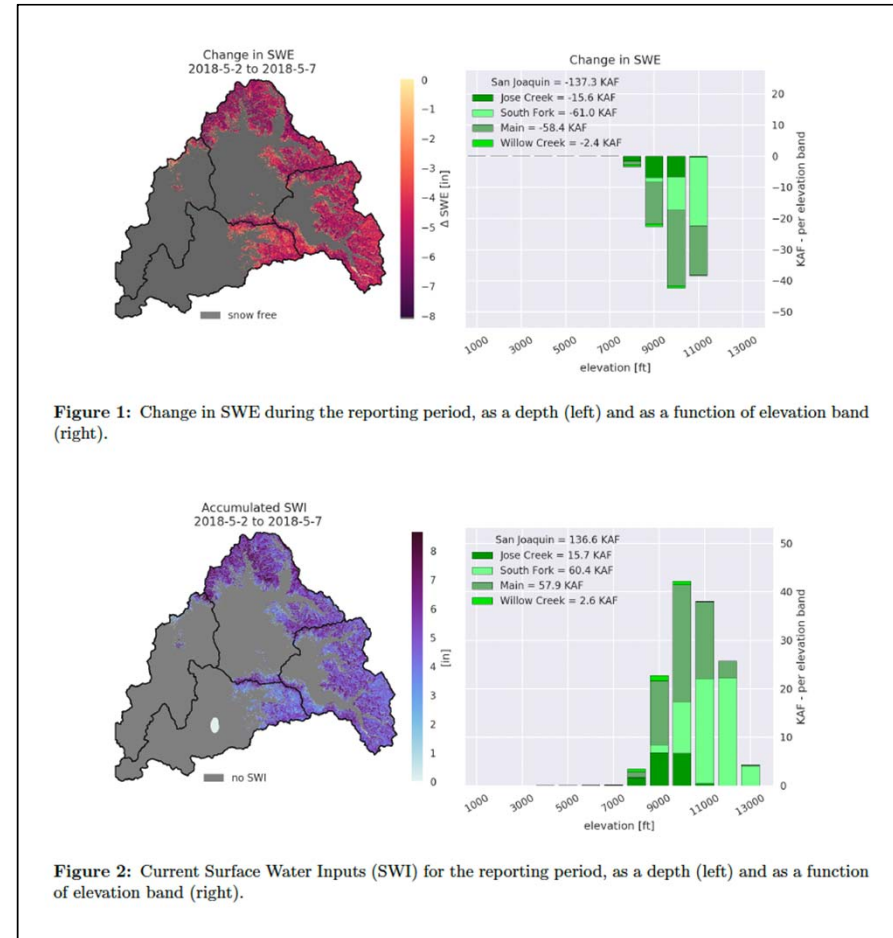 Change in SWE
2018-5-2 to 2018-5-7
0
−1
−2
−3
−4
−5
−6
−7
−8
Δ SWE [in]
snow free
Change in SWE
San Joaquin = -137.3 KAF
Jose Creek = -15.6 KAF
South Fork = -61.0 KAF
Main = -58.4 KAF
Willow Creek = -2.4 KAF
20
10
0
−10
−20
−30
−40
−50
KAF - per elevation band
1000
3000
5000
7000
9000
11000
13000
elevation [ft]
Figure 1: Change in SWE during the reporting period, as a depth (left) and as a function of elevation band
(right).
Accumulated SWI
2018-5-2 to 2018-5-7
8
7
6
5
4
3
2
1
0
[in]
no SWI
San Joaquin = 136.6 KAF
Jose Creek = 15.7 KAF
South Fork = 60.4 KAF
Main = 57.9 KAF
Willow Creek = 2.6 KAF
50
40
30
20
10
0
KAF - per elevation band
1000
3000
5000
7000
9000
11000
13000
elevation [ft]
Figure 2: Current Surface Water Inputs (SWI) for the reporting period, as a depth (left) and as a function
of elevation band (right).